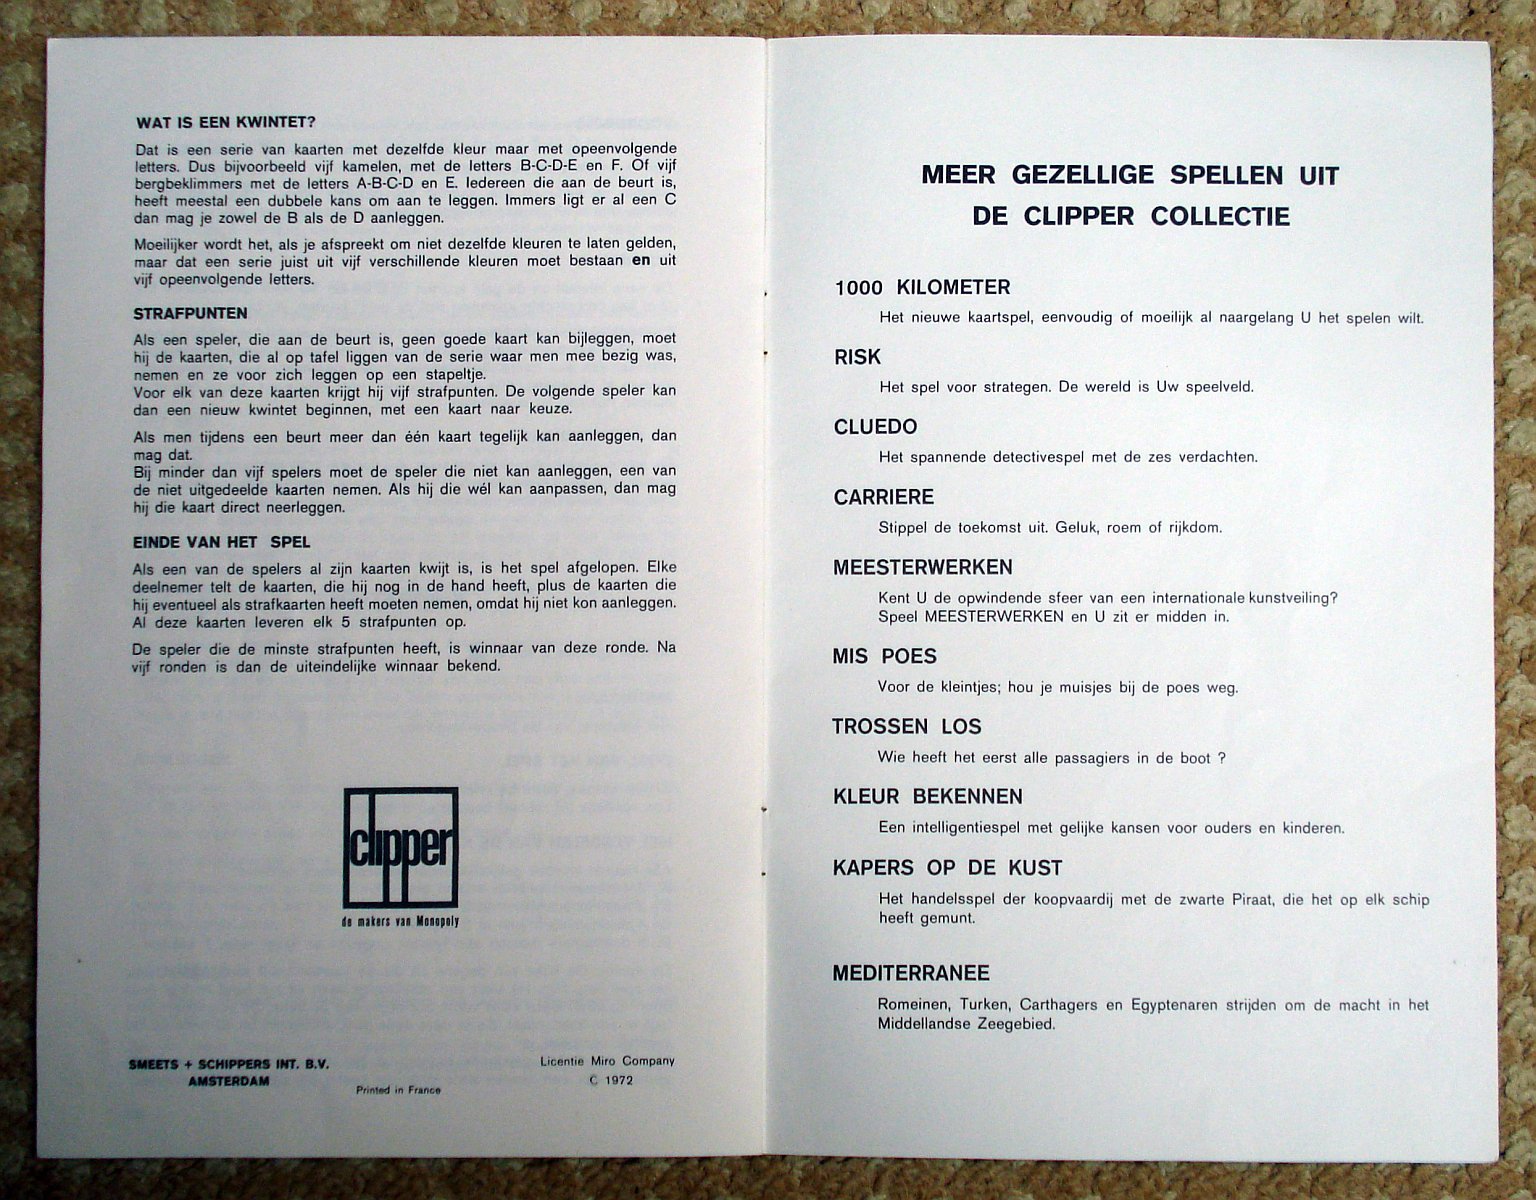 WAT IS EEN KWINTET?
Dat is een serie van kaarten met dezelfde kleur maar met opeenvolgende
letters. Dus bijvoorbeeld vijf kamelen, met de letters B-C-D-E en F. Of vijf
bergbeklimmers met de letters A-B-C-D en E. Iedereen die aan de beurt is,
heeft meestal een dubbele kans om aan te leggen. Immers ligt er al een C
dan mag je zowel de B als de D aanleggen.
Moeilijker wordt het, als je afspreekt om niet dezelfde kleuren te laten gelden,
maar dat een serie juist uit vijf verschillende kleuren moet bestaan en uit
vijf opeenvolgende letters.
STRAFPUNTEN
Als een speler, die aan de beurt is, geen goede kaart kan bijleggen, moet
hij de kaarten, die al op tafel liggen van de serie waar men mee bezig was,
nemen en ze voor zich leggen op een stapeltje.
Voor elk van deze kaarten krijgt hij vijf strafpunten. De volgende speler kan
dan een nieuw kwintet beginnen, met een kaart naar keuze.
Als men tijdens een beurt meer dan één kaart tegelijk kan aanleggen, dan
mag dat.
Bij minder dan vijf spelers moet de speler die niet kan aanleggen, een van
de niet uitgedeelde kaarten nemen. Als hij die wél kan aanpassen, dan mag
hij die kaart direct neerleggen.
EINDE VAN HET SPEL
Als een van de spelers al zijn kaarten kwijt is, is het spel afgelopen. Elke
deelnemer telt de kaarten, die hij nog in de hand heeft, plus de kaarten die
hij eventueel als strafkaarten heeft moeten nemen, omdat hij niet kon aanleggen.
Al deze kaarten leveren elk 5 strafpunten op.
De speler die de minste strafpunten heeft, is winnaar van deze ronde. Na
vijf ronden is dan de uiteindelijke winnaar bekend.
clipper
de makers van Monopoly
SMEETS + SCHIPPERS INT. B.V.
AMSTERDAM
Printed in France
Licentie Miro Company
C 1972
MEER GEZELLIGE SPELLEN UIT
DE CLIPPER COLLECTIE
1000 KILOMETER
Het nieuwe kaartspel, eenvoudig of moeilijk al naargelang U het spelen wilt.
RISK
Het spel voor strategen. De wereld is Uw speelveld.
CLUEDO
Het spannende detectivespel met de zes verdachten.
CARRIERE
Stippel de toekomst uit. Geluk, roem of rijkdom.
MEESTERWERKEN
Kent U de opwindende sfeer van een internationale kunstveiling?
Speel MEESTERWERKEN en U zit er midden in.
MIS POES
Voor de kleintjes; hou je muisjes bij de poes weg.
TROSSEN LOS
Wie heeft het eerst alle passagiers in de boot ?
KLEUR BEKENNEN
Een intelligentiespel met gelijke kansen voor ouders en kinderen.
KAPERS OP DE KUST
Het handelsspel der koopvaardij met de zwarte Piraat, die het op elk schip
heeft gemunt.
MEDITERRANEE
Romeinen, Turken, Carthagers en Egyptenaren strijden om de macht in het
Middellandse Zeegebied.